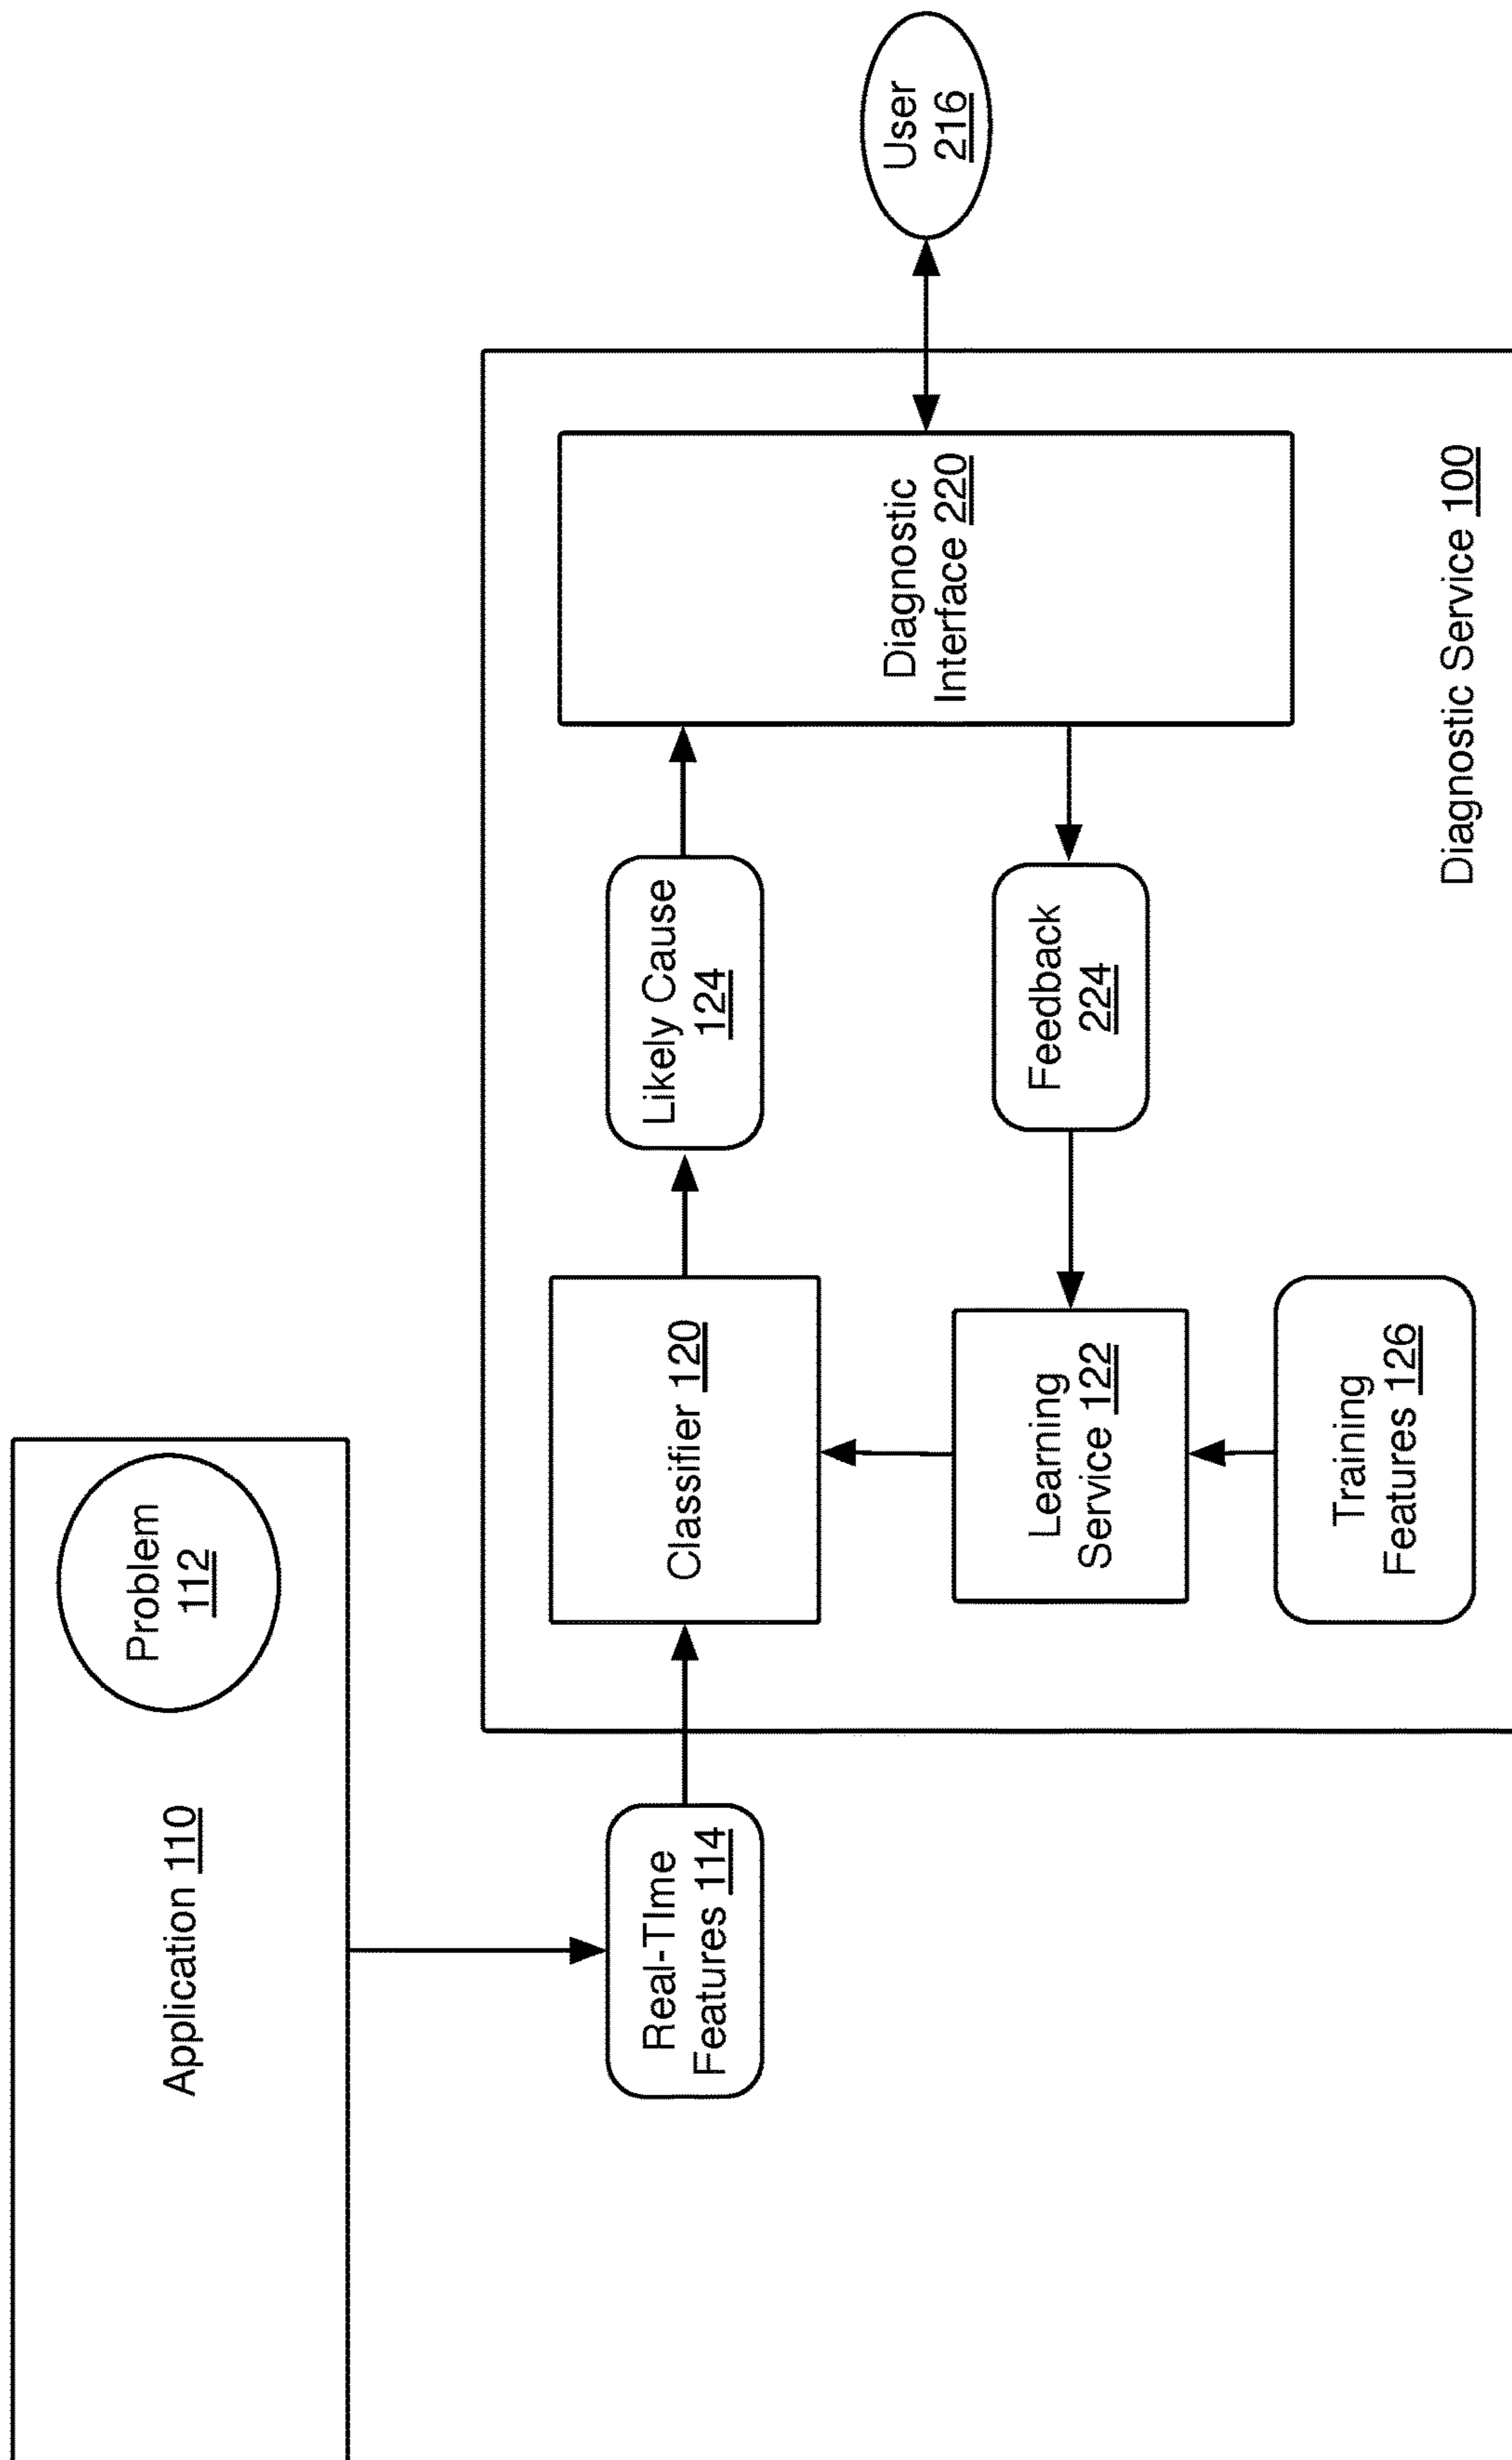 Application 110
Problem
112
Real-TIme
Features 114
Classifier 120
Likely Cause
124
Diagnostic
Interface 220
User
216
Learning
Service 122
Feedback
224
Training
Features 126
Diagnostic Service 100